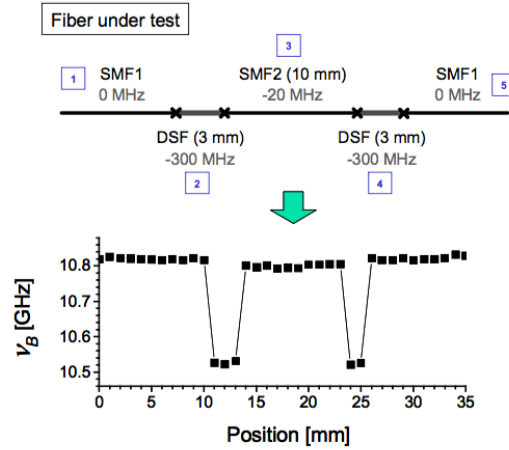 Fiber under test
1
SMF1
0 MHz
3
SMF2 (10 mm)
-20 MHz
SMF1
0 MHz
5
DSF (3 mm)
-300 MHz
2
DSF (3 mm)
-300 MHz
4
νB [GHz]
10.8
10.7
10.6
10.5
0 5 10 15 20 25 30 35
Position [mm]